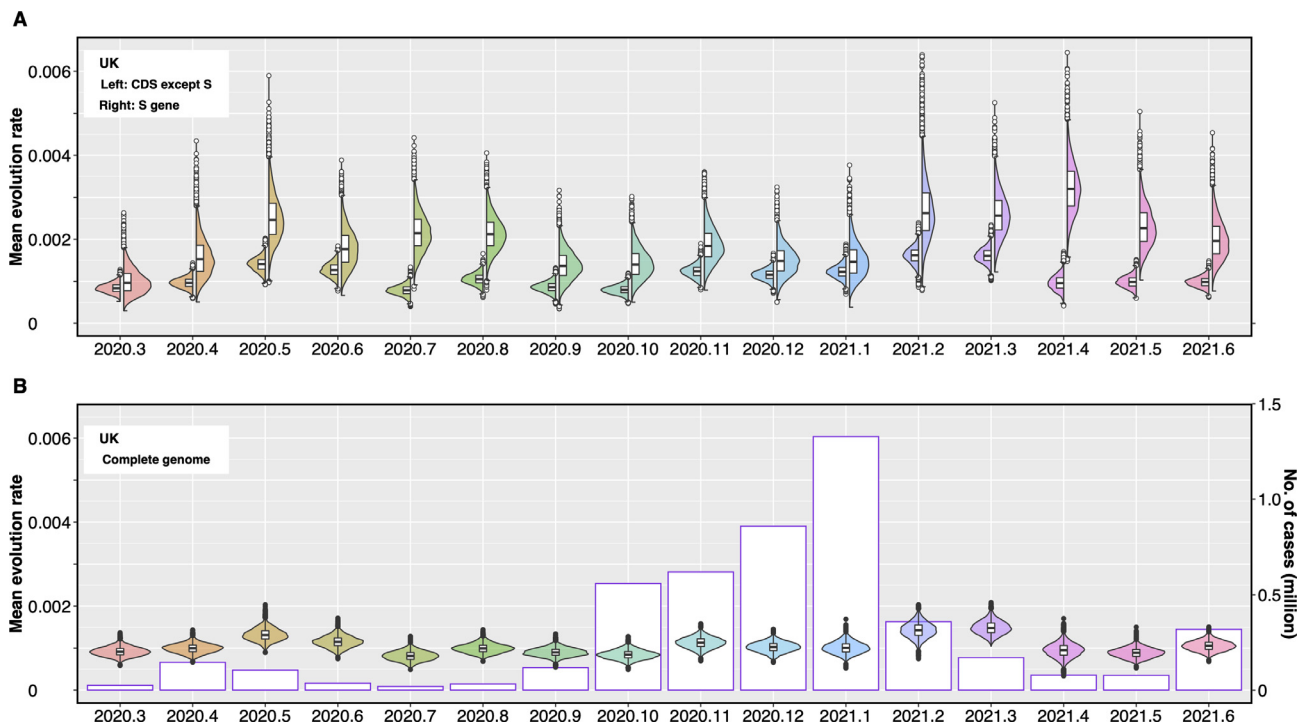 A
UK
Left: CDS except S
Right: S gene
Mean evolution rate
0.006
0.004
0.002
0
2020.3 2020.4 2020.5 2020.6 2020.7 2020.8 2020.9 2020.10 2020.11 2020.12 2021.1 2021.2 2021.3 2021.4 2021.5 2021.6
B
UK
Complete genome
Mean evolution rate
0.006
0.004
0.002
0
1.5
1.0
0.5
0
No. of cases (million)
2020.3 2020.4 2020.5 2020.6 2020.7 2020.8 2020.9 2020.10 2020.11 2020.12 2021.1 2021.2 2021.3 2021.4 2021.5 2021.6